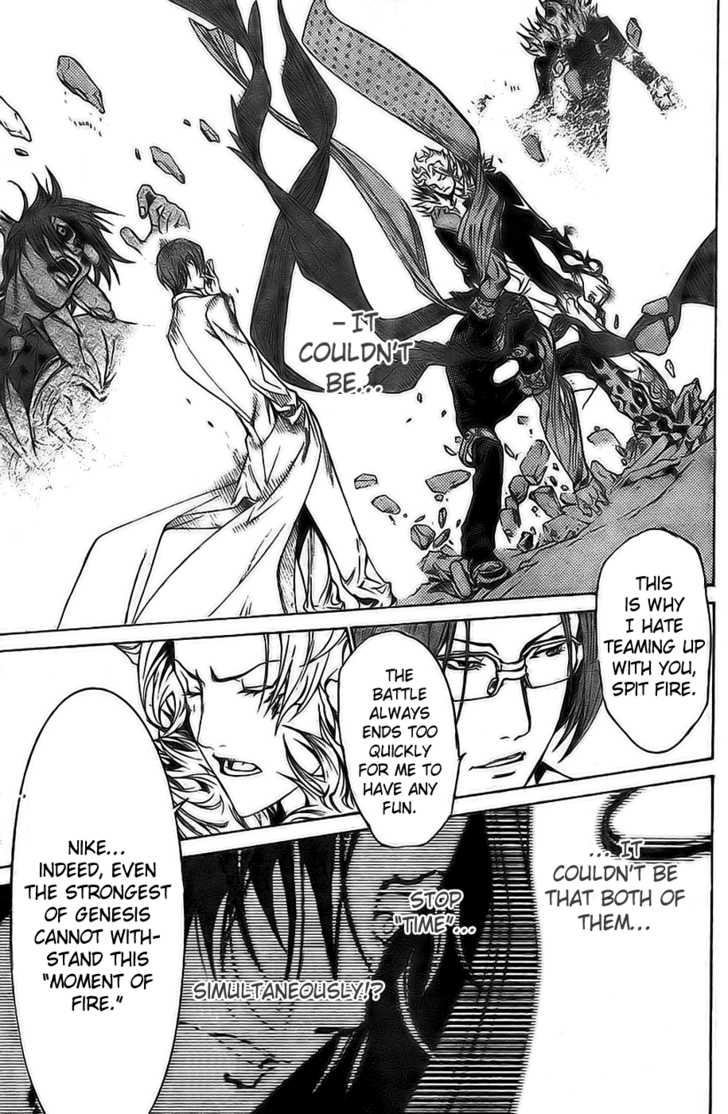 – IT
COULDN'T
BE...
THIS
IS WHY
I HATE
TEAMING UP
WITH YOU,
SPIT FIRE.
THE
BATTLE
ALWAYS
ENDS TOO
QUICKLY
FOR ME TO
HAVE ANY
FUN.
... IT
COULDN'T BE
THAT BOTH OF
THEM...
STOP
"TIME"...
SIMULTANEOUSLY!?
NIKE...
INDEED, EVEN
THE STRONGEST
OF GENESIS
CANNOT WITH-
STAND THIS
"MOMENT OF
FIRE."